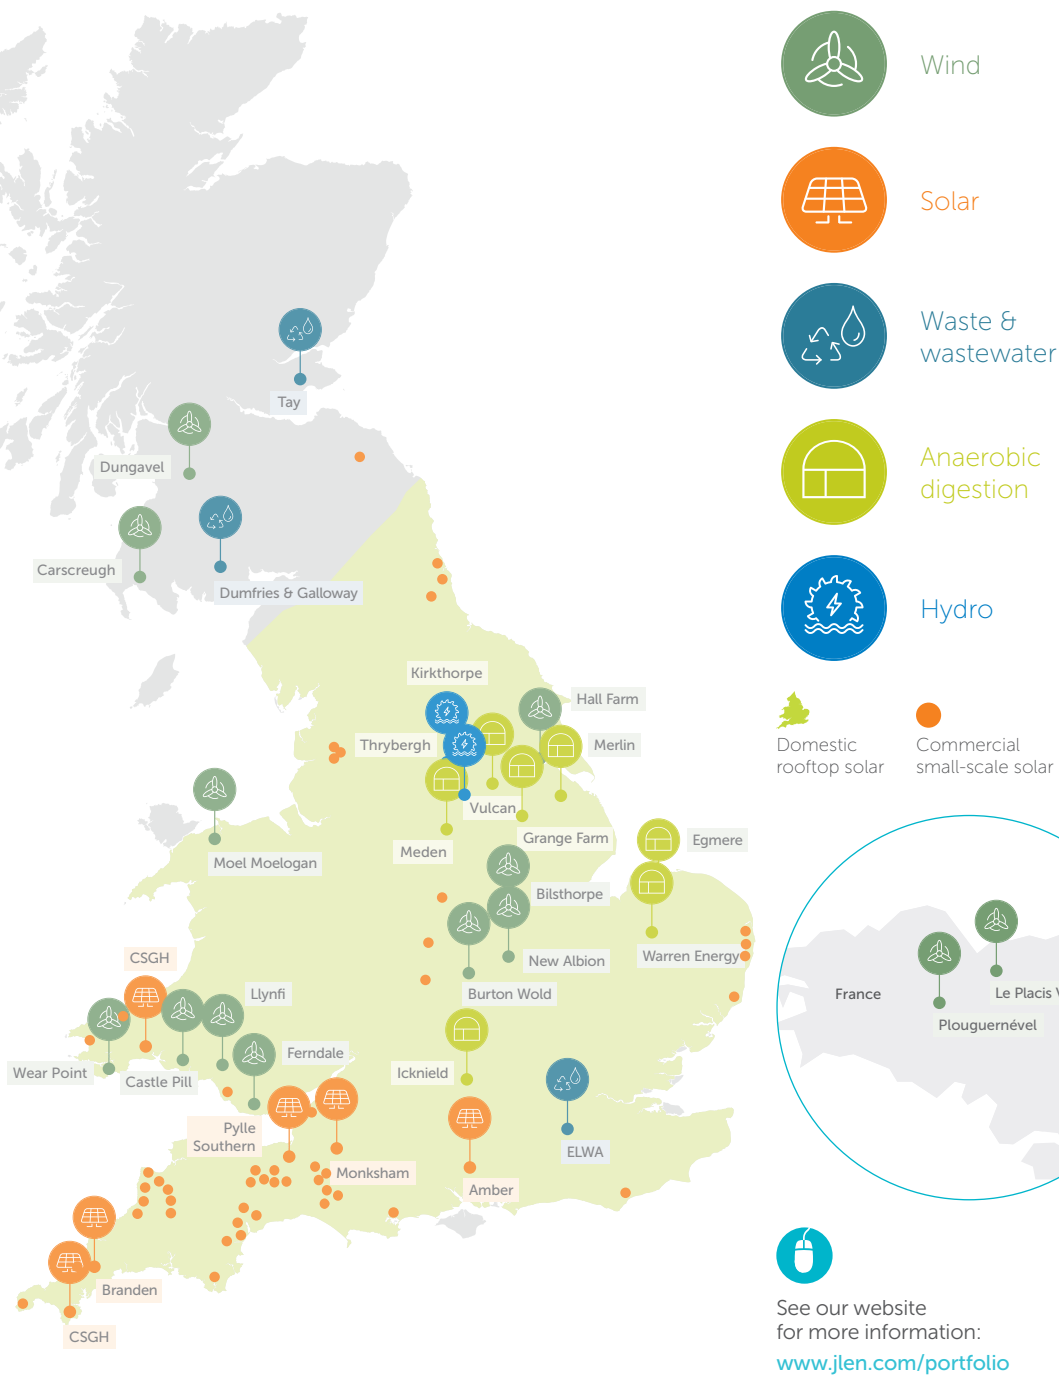 Wind
Solar
Waste &
wastewater
Anaerobic
digestion
Hydro
Domestic
rooftop solar
Commercial
small-scale solar
Tay
Dungavel
Carscreugh
Dumfries & Galloway
Kirkthorpe
Hall Farm
Thrybergh
Merlin
Vulcan
Grange Farm
Meden
Egmere
Moel Moelogan
Bilsthorpe
New Albion
Warren Energy
Burton Wold
CSGH
Llynfi
Wear Point
Castle Pill
Ferndale
Icknield
Pylle
Southern
Monksham
ELWA
Amber
Branden
CSGH
France
Le Placis V
Plouguernével
See our website
for more information:
www.jlen.com/portfolio